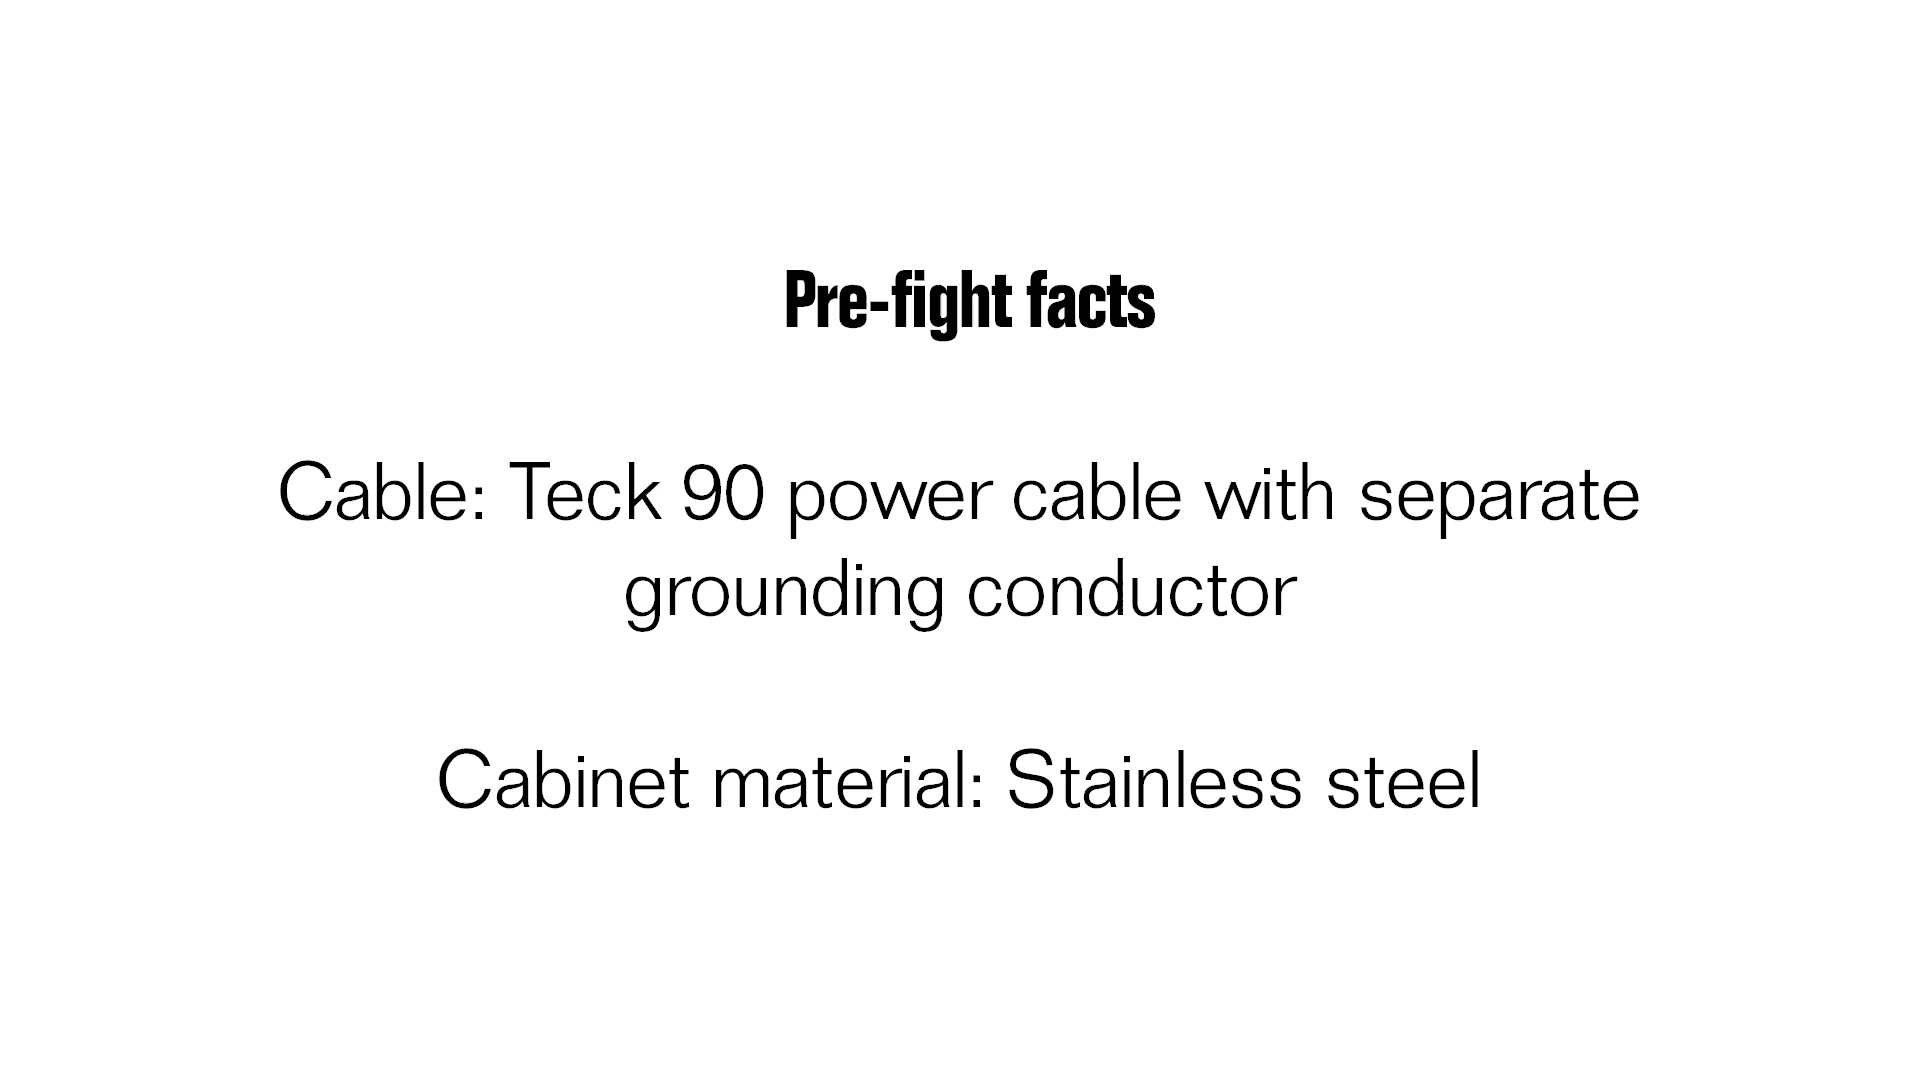 Pre-fight facts
Cable: Teck 90 power cable with separate
grounding conductor
Cabinet material: Stainless steel